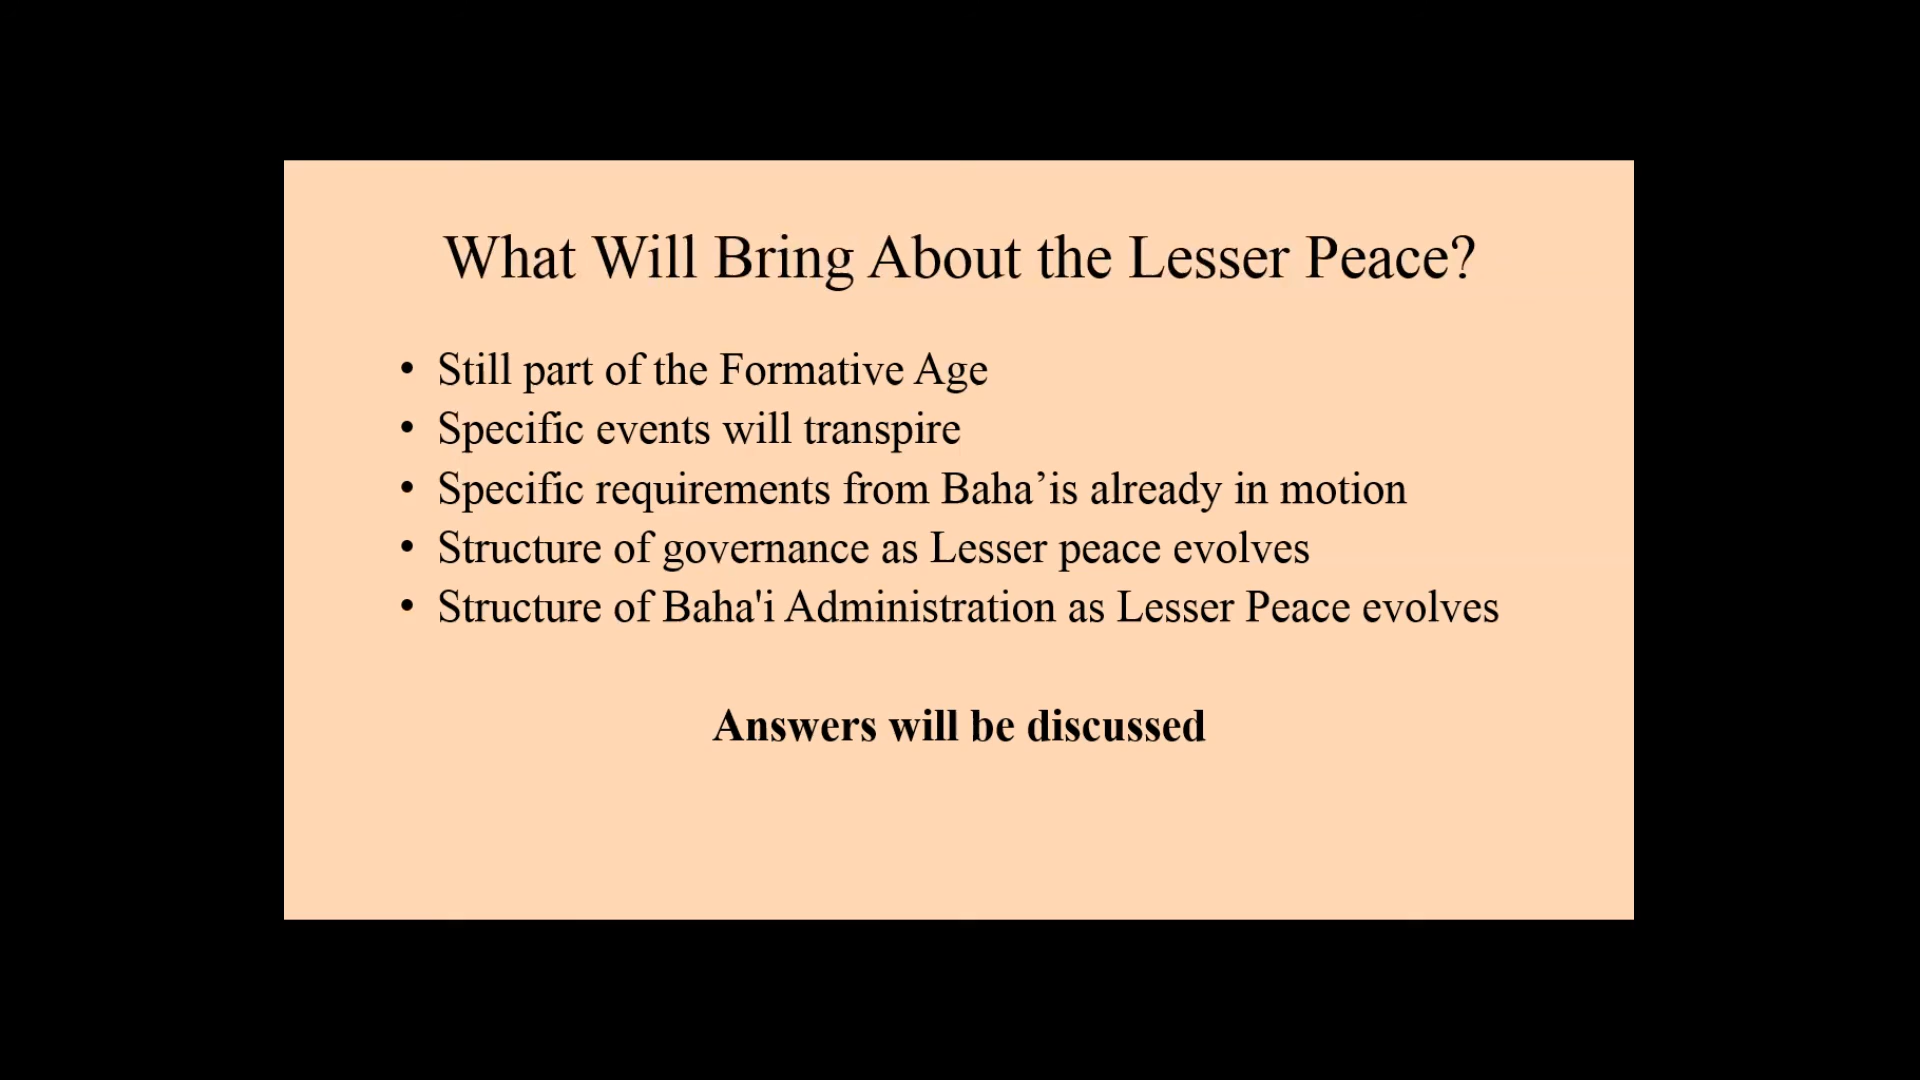 What Will Bring About the Lesser Peace?
• Still part of the Formative Age
• Specific events will transpire
• Specific requirements from Baha’is already in motion
• Structure of governance as Lesser peace evolves
• Structure of Baha'i Administration as Lesser Peace evolves
Answers will be discussed